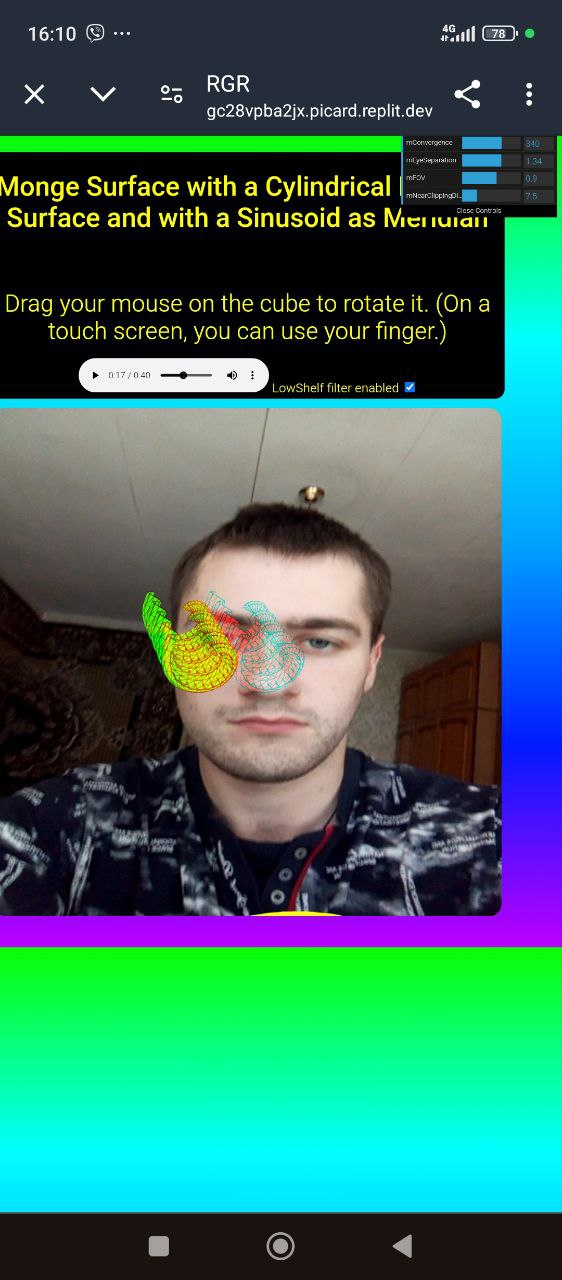 16:10
4G
78
RGR
gc28vpba2jx.picard.replit.dev
mConvergence 340
mEyeSeparation 1.34
mFOV 0.9
mNearClippingDi... 7.5
Close Controls
Monge Surface with a Cylindrical
Surface and with a Sinusoid as Meridian
Drag your mouse on the cube to rotate it. (On a
touch screen, you can use your finger.)
0:17 / 0:40
LowShelf filter enabled